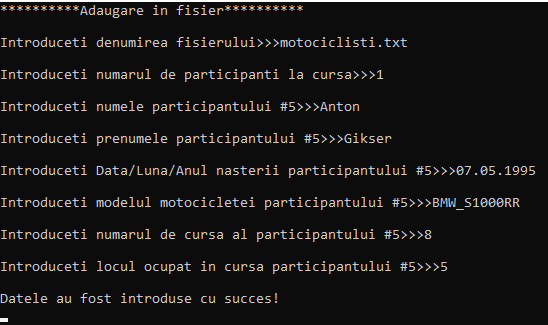 **********Adaugare in fisier**********
Introduceti denumirea fisierului>>>motociclisti.txt
Introduceti numarul de participanti la cursa>>>1
Introduceti numele participantului #5>>>Anton
Introduceti prenumele participantului #5>>>Gikser
Introduceti Data/Luna/Anul nasterii participantului #5>>>07.05.1995
Introduceti modelul motocicletei participantului #5>>>BMW_S1000RR
Introduceti numarul de cursa al participantului #5>>>8
Introduceti locul ocupat in cursa participantului #5>>>5
Datele au fost introduse cu succes!